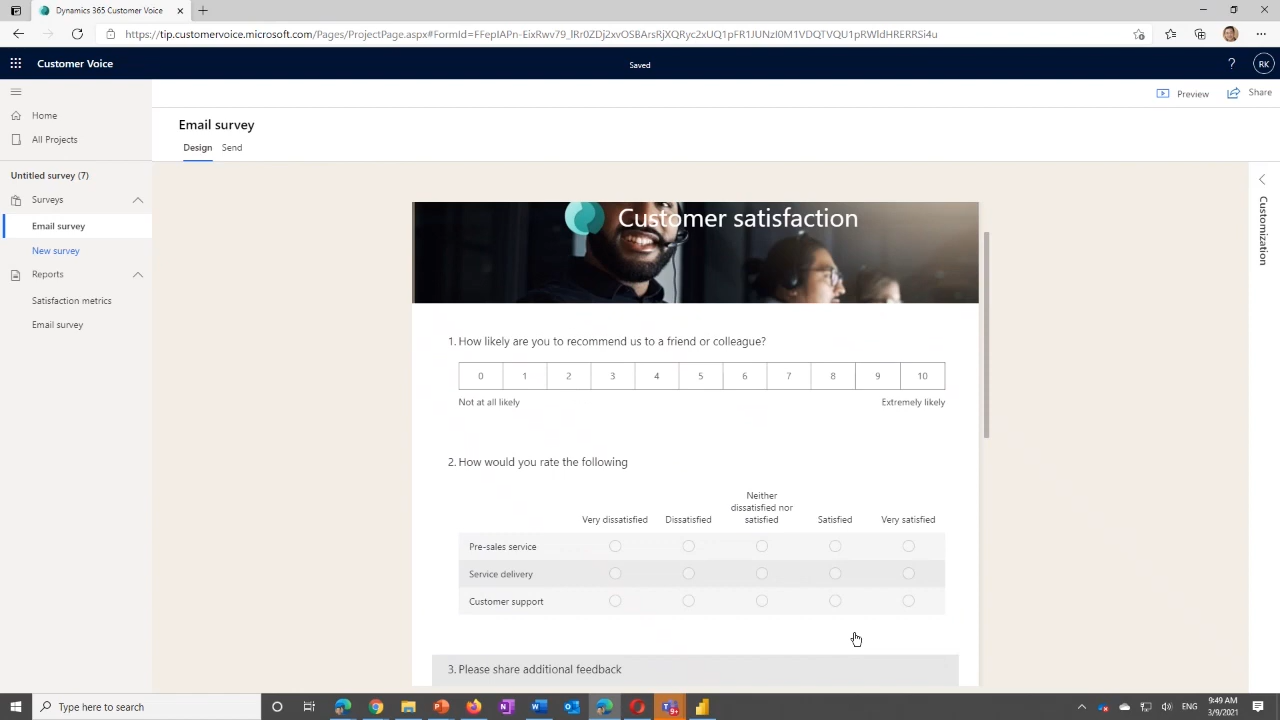 Dynamics 365 Customer Voice
Customer Voice
Saved
RK
Preview
Share
Home
All Projects
Email survey
Design Send
Untitled survey (7)
Surveys
Email survey
New survey
Reports
Satisfaction metrics
Email survey
Customization
Customer satisfaction
1. How likely are you to recommend us to a friend or colleague?
0 1 2 3 4 5 6 7 8 9 10
Not at all likely Extremely likely
2. How would you rate the following
Very dissatisfied Dissatisfied Neither dissatisfied nor satisfied Satisfied Very satisfied
Pre-sales service
Service delivery
Customer support
3. Please share additional feedback
Type here to search
9:49 AM
3/9/2021